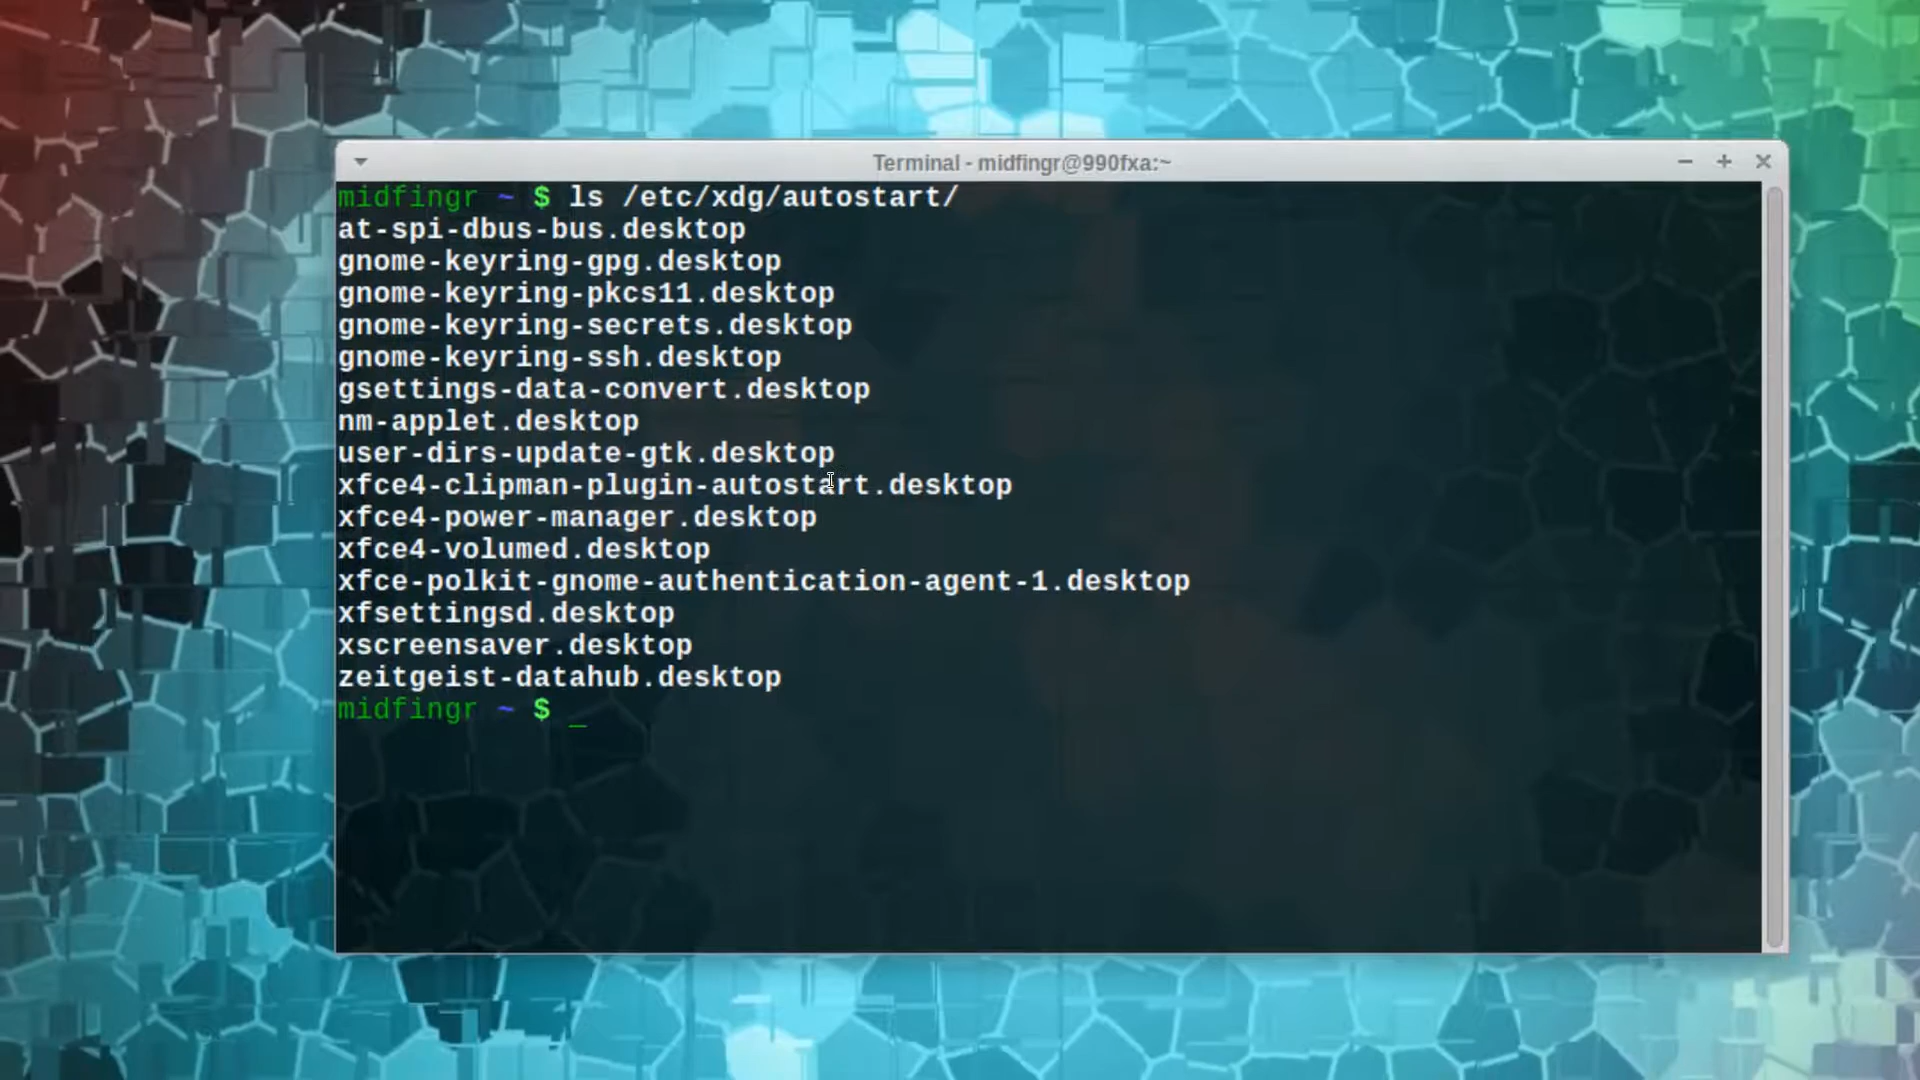 Terminal - midfingr@990fxa:~
midfingr ~ $ ls /etc/xdg/autostart/
at-spi-dbus-bus.desktop
gnome-keyring-gpg.desktop
gnome-keyring-pkcs11.desktop
gnome-keyring-secrets.desktop
gnome-keyring-ssh.desktop
gsettings-data-convert.desktop
nm-applet.desktop
user-dirs-update-gtk.desktop
xfce4-clipman-plugin-autostart.desktop
xfce4-power-manager.desktop
xfce4-volumed.desktop
xfce-polkit-gnome-authentication-agent-1.desktop
xfsettingsd.desktop
xscreensaver.desktop
zeitgeist-datahub.desktop
midfingr ~ $ _